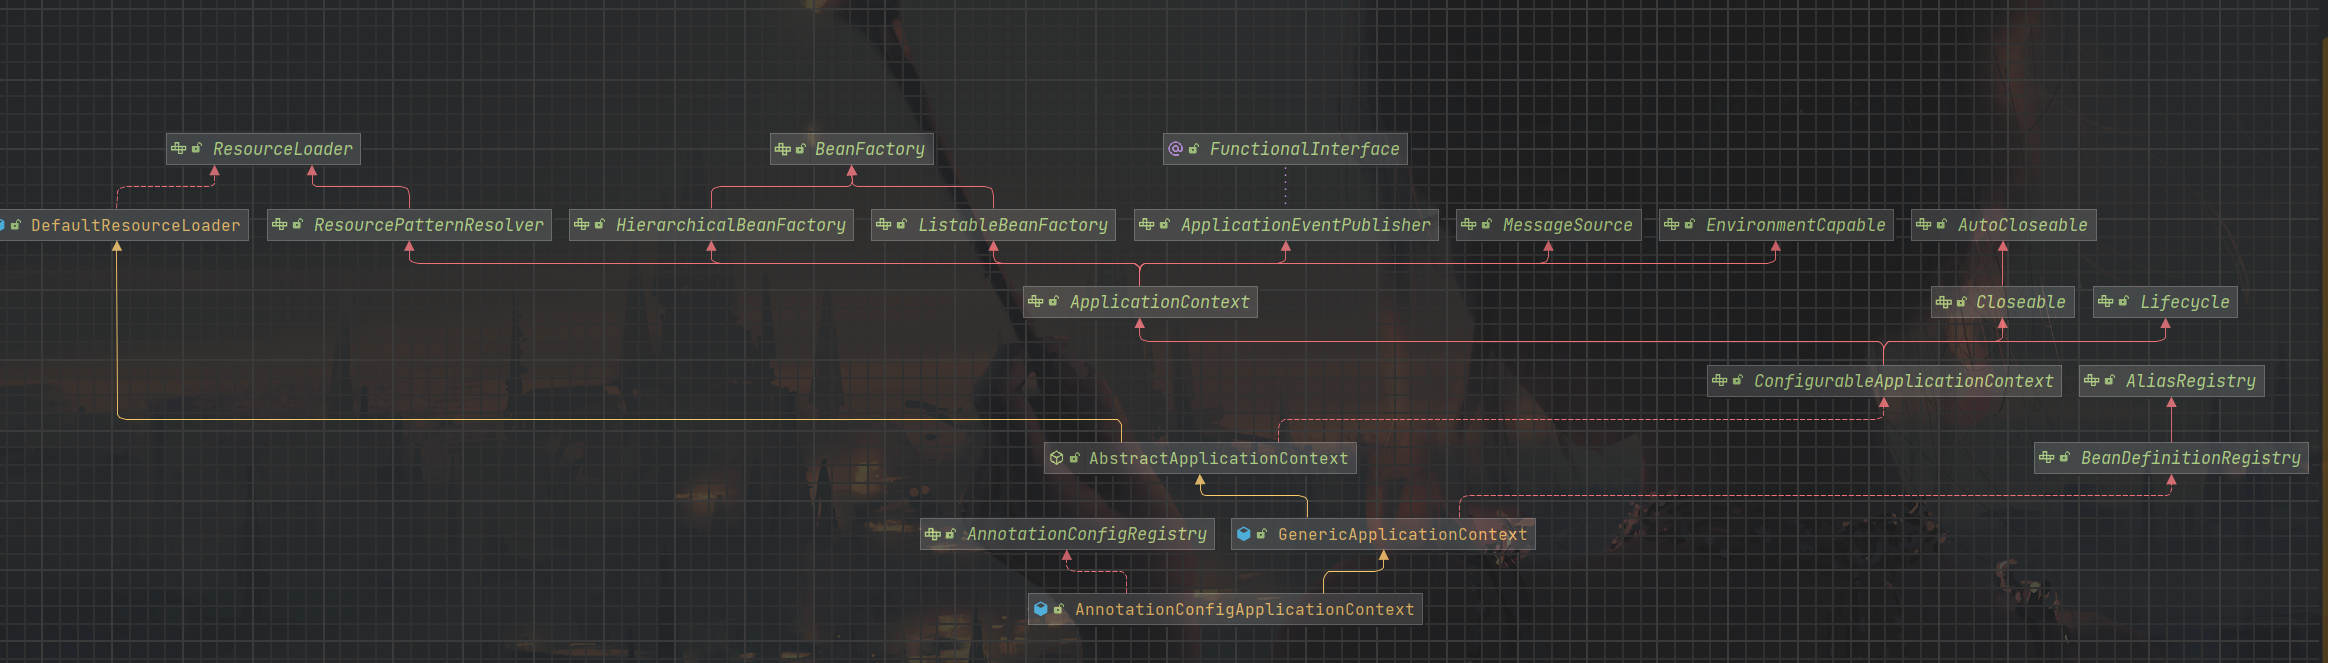 ResourceLoader
BeanFactory
FunctionalInterface
DefaultResourceLoader
ResourcePatternResolver
HierarchicalBeanFactory
ListableBeanFactory
ApplicationEventPublisher
MessageSource
EnvironmentCapable
AutoCloseable
ApplicationContext
Closeable
Lifecycle
ConfigurableApplicationContext
AliasRegistry
AbstractApplicationContext
BeanDefinitionRegistry
AnnotationConfigRegistry
GenericApplicationContext
AnnotationConfigApplicationContext